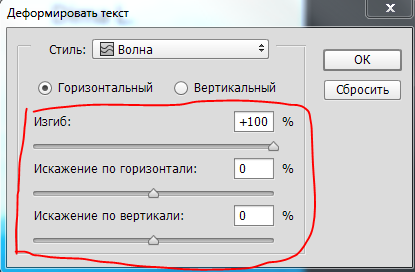 Деформировать текст
Стиль: Волна
OK
Горизонтальный Вертикальный
Сбросить
Изгиб: +100 %
Искажение по горизонтали: 0 %
Искажение по вертикали: 0 %